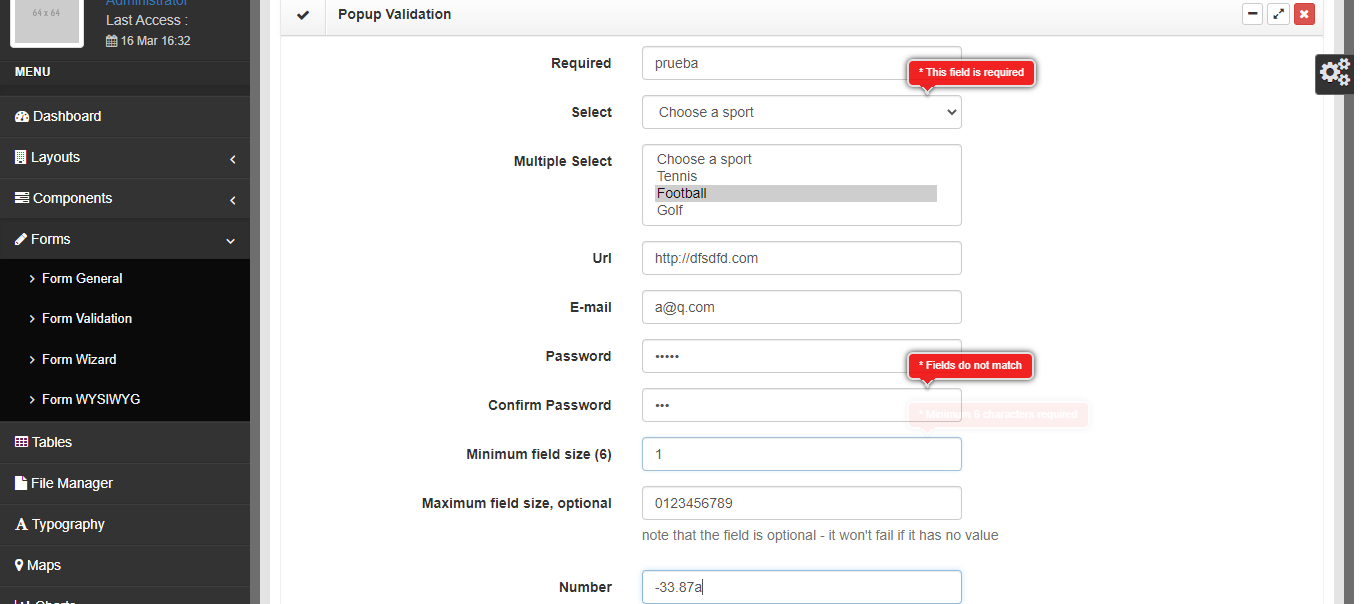 64 x 64
Administrator
Last Access :
16 Mar 16:32
MENU
Dashboard
Layouts
Components
Forms
Form General
Form Validation
Form Wizard
Form WYSIWYG
Tables
File Manager
Typography
Maps
Charts
Popup Validation
Required
prueba
* This field is required
Select
Choose a sport
Multiple Select
Choose a sport
Tennis
Football
Golf
Url
http://dfsdfd.com
E-mail
a@q.com
Password
•••••
* Fields do not match
Confirm Password
•••
* Minimum 6 characters required
Minimum field size (6)
1
Maximum field size, optional
0123456789
note that the field is optional - it won't fail if it has no value
Number
-33.87a